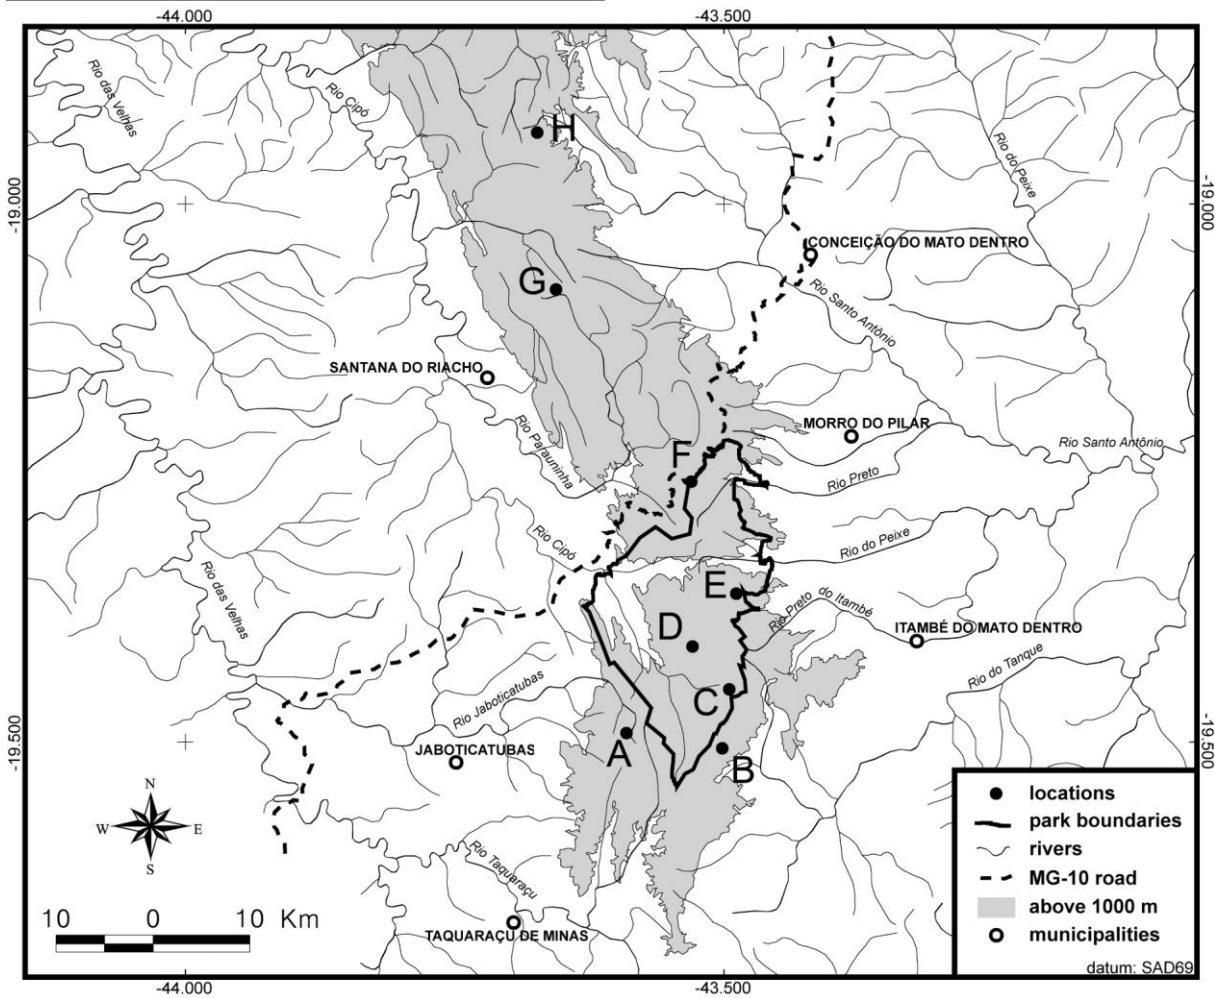 -44.000
-43.500
Rio das Velhas
Rio Cipó
H
Rio do Peixe
-19.000
-19.000
CONCEIÇÃO DO MATO DENTRO
G
Rio Santo Antônio
SANTANA DO RIACHO
MORRO DO PILAR
Rio Parauninha
Rio Santo Antônio
F
Rio Preto
Rio Cipó
Rio do Peixe
Rio das Velhas
E
Rio Preto do Itambé
D
ITAMBÉ DO MATO DENTRO
Rio do Tanque
Rio Jaboticatubas
C
-19.500
-19.500
A
JABOTICATUBAS
B
N
W
E
S
locations
park boundaries
rivers
MG-10 road
above 1000 m
municipalities
datum: SAD69
Rio Taquaraçu
10 0 10 Km
TAQUARAÇU DE MINAS
-44.000
-43.500